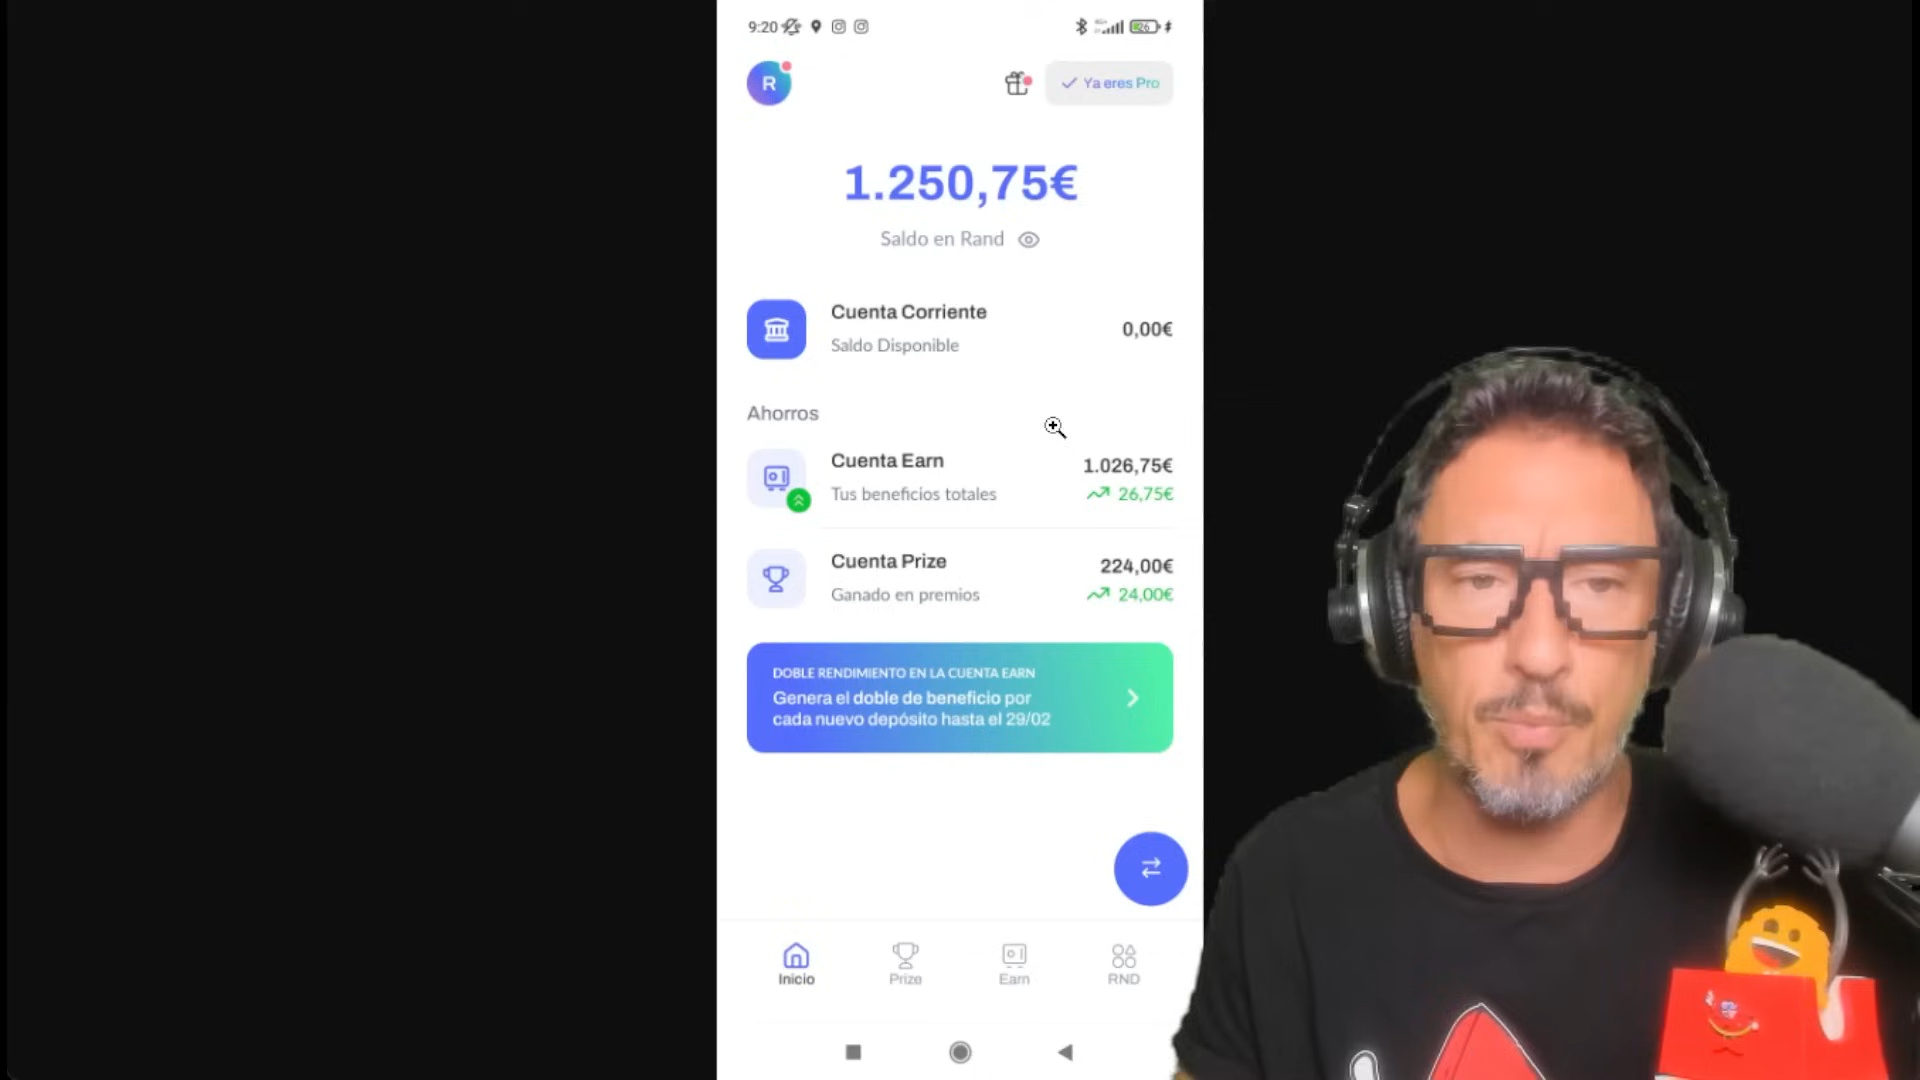 9:20
26
R
Ya eres Pro
1.250,75€
Saldo en Rand
Cuenta Corriente
Saldo Disponible
0,00€
Ahorros
Cuenta Earn
Tus beneficios totales
1.026,75€
26,75€
Cuenta Prize
Ganado en premios
224,00€
24,00€
DOBLE RENDIMIENTO EN LA CUENTA EARN
Genera el doble de beneficio por
cada nuevo depósito hasta el 29/02
Inicio
Prize
Earn
RND